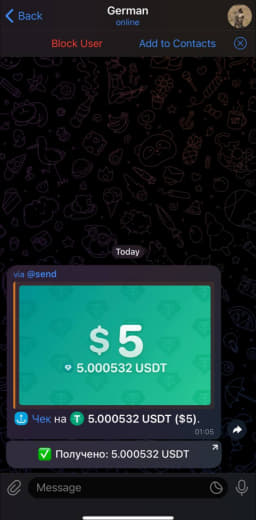 Back
German
online
Block User
Add to Contacts
Today
via @send
$5
5.000532 USDT
Чек на 5.000532 USDT ($5).
01:05
Получено: 5.000532 USDT
Message